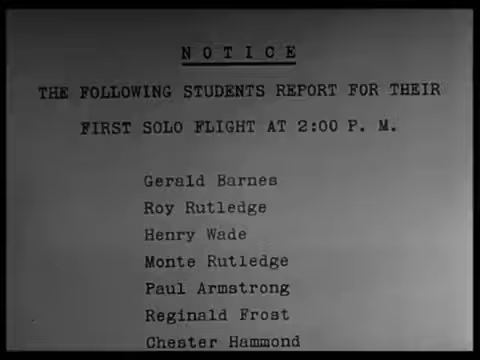 NOTICE
THE FOLLOWING STUDENTS REPORT FOR THEIR
FIRST SOLO FLIGHT AT 2:00 P. M.
Gerald Barnes
Roy Rutledge
Henry Wade
Monte Rutledge
Paul Armstrong
Reginald Frost
Chester Hammond